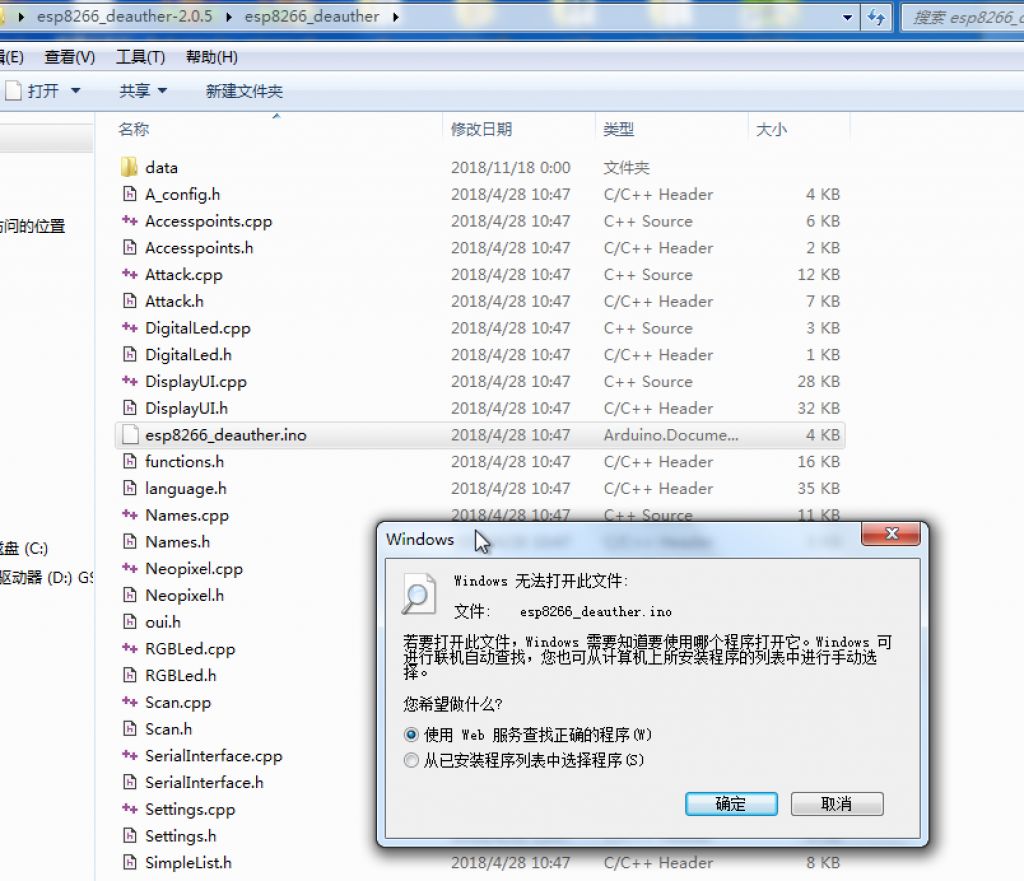 esp8266_deauther-2.0.5 ▸ esp8266_deauther ▸ 搜索 esp8266_
(E) 查看(V) 工具(T) 帮助(H)
打开 共享 新建文件夹
名称 修改日期 类型 大小
data 2018/11/18 0:00 文件夹
A_config.h 2018/4/28 10:47 C/C++ Header 4 KB
Accesspoints.cpp 2018/4/28 10:47 C++ Source 6 KB
Accesspoints.h 2018/4/28 10:47 C/C++ Header 2 KB
Attack.cpp 2018/4/28 10:47 C++ Source 12 KB
Attack.h 2018/4/28 10:47 C/C++ Header 7 KB
DigitalLed.cpp 2018/4/28 10:47 C++ Source 3 KB
DigitalLed.h 2018/4/28 10:47 C/C++ Header 1 KB
DisplayUI.cpp 2018/4/28 10:47 C++ Source 28 KB
DisplayUI.h 2018/4/28 10:47 C/C++ Header 32 KB
esp8266_deauther.ino 2018/4/28 10:47 Arduino.Docume... 4 KB
functions.h 2018/4/28 10:47 C/C++ Header 16 KB
language.h 2018/4/28 10:47 C/C++ Header 35 KB
Names.cpp 2018/4/28 10:47 C++ Source 11 KB
Names.h
Neopixel.cpp
Neopixel.h
oui.h
RGBLed.cpp
RGBLed.h
Scan.cpp
Scan.h
SerialInterface.cpp
SerialInterface.h
Settings.cpp
Settings.h
SimpleList.h 2018/4/28 10:47 C/C++ Header 8 KB
问的位置
盘 (C:)
驱动器 (D:) GS
Windows
Windows 无法打开此文件:
文件: esp8266_deauther.ino
若要打开此文件，Windows 需要知道要使用哪个程序打开它。Windows 可
进行联机自动查找，您也可从计算机上所安装程序的列表中进行手动选
择。
您希望做什么?
使用 Web 服务查找正确的程序(W)
从已安装程序列表中选择程序(S)
确定 取消